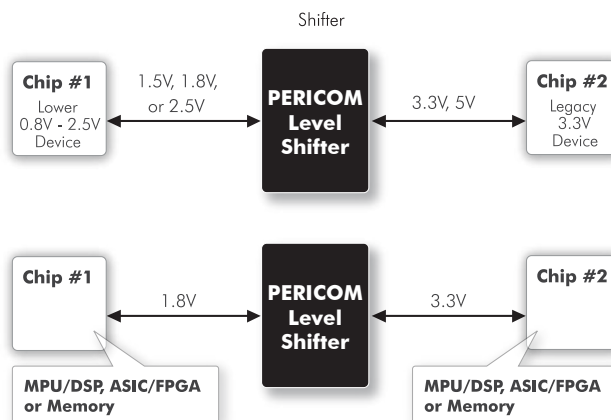 Shifter
Chip #1
Lower
0.8V - 2.5V
Device
1.5V, 1.8V,
or 2.5V
PERICOM
Level
Shifter
3.3V, 5V
Chip #2
Legacy
3.3V
Device
Chip #1
1.8V
PERICOM
Level
Shifter
3.3V
Chip #2
MPU/DSP, ASIC/FPGA
or Memory
MPU/DSP, ASIC/FPGA
or Memory